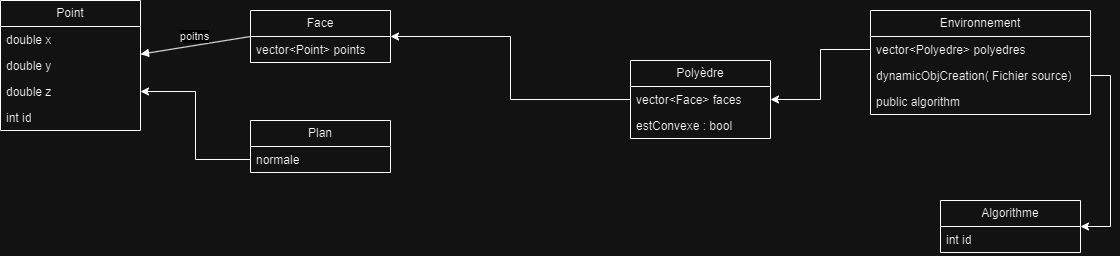 Point
double x
double y
double z
int id
poitns
Face
vector<Point> points
Plan
normale
Polyèdre
vector<Face> faces
estConvexe : bool
Environnement
vector<Polyedre> polyedres
dynamicObjCreation( Fichier source)
public algorithm
Algorithme
int id